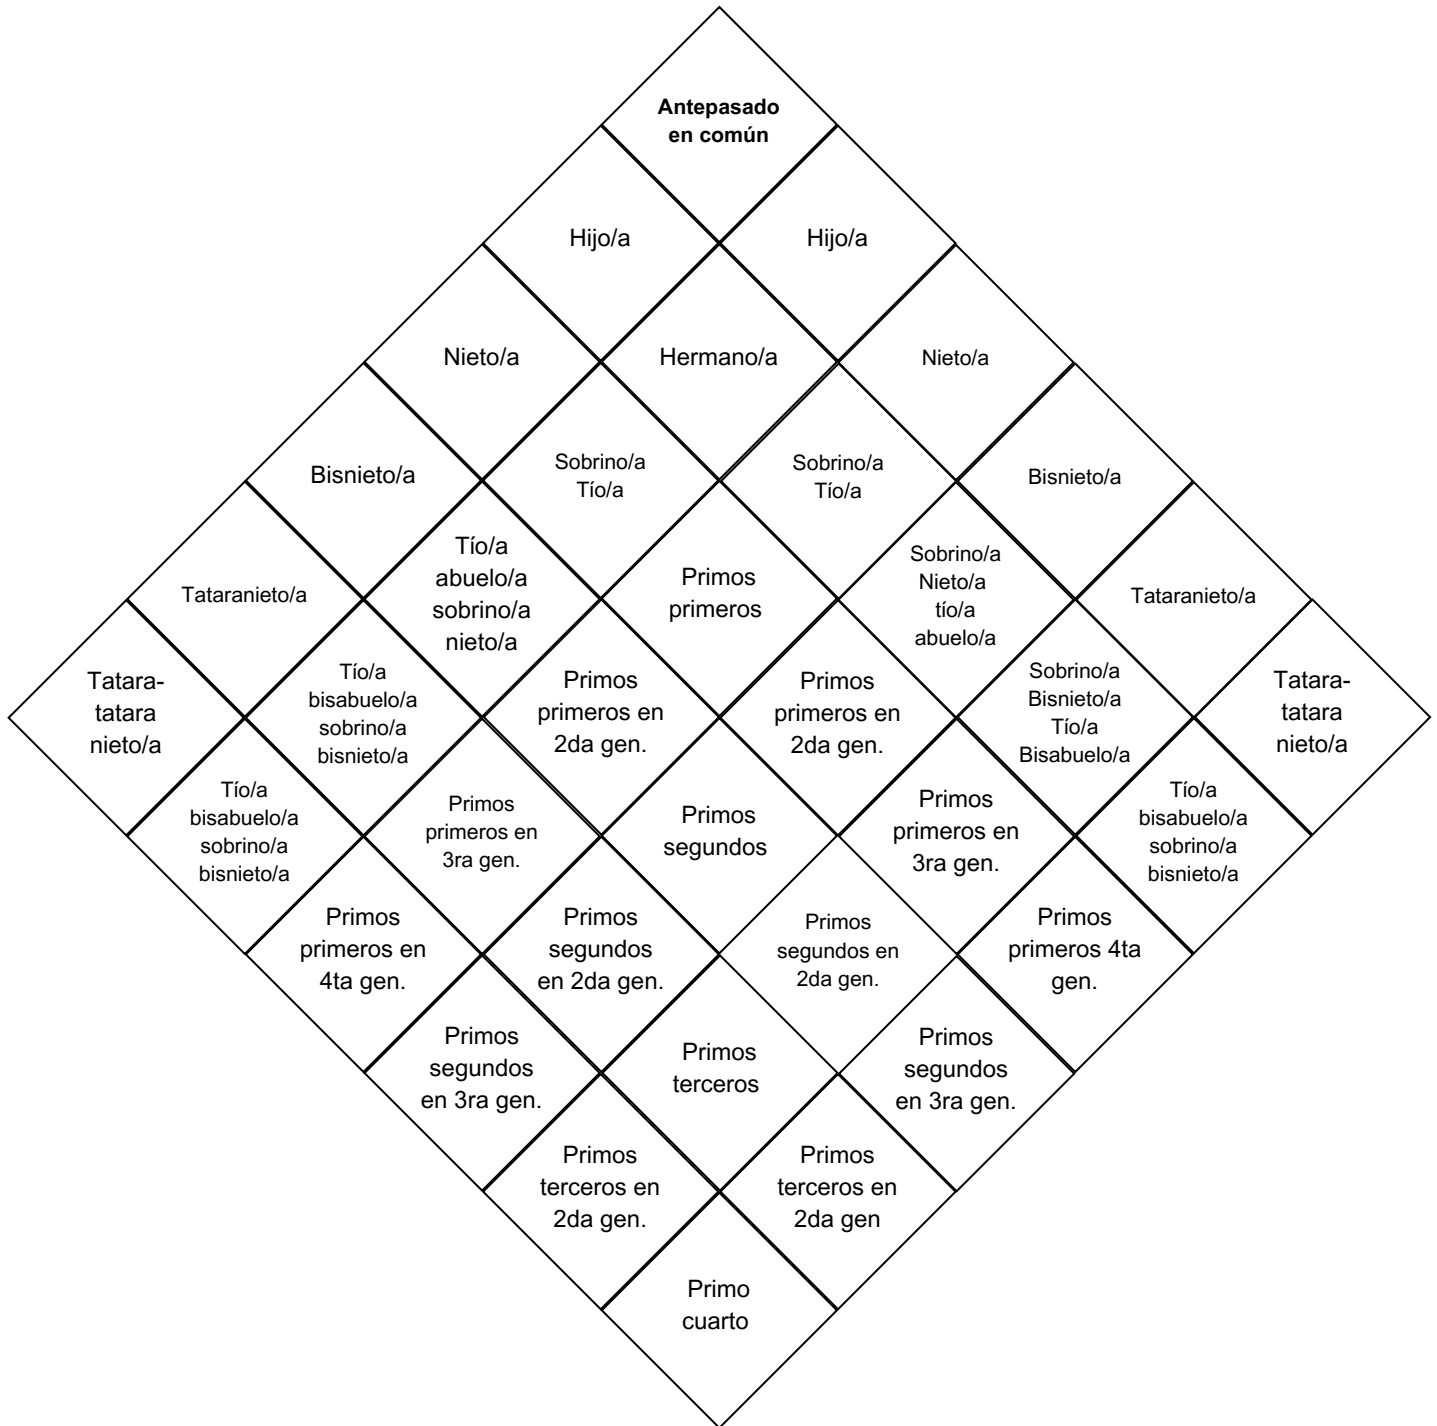 Antepasado
en común
Hijo/a
Hijo/a
Nieto/a
Hermano/a
Nieto/a
Bisnieto/a
Sobrino/a
Tío/a
Sobrino/a
Tío/a
Bisnieto/a
Tataranieto/a
Tío/a
abuelo/a
sobrino/a
nieto/a
Primos
primeros
Sobrino/a
Nieto/a
tío/a
abuelo/a
Tataranieto/a
Tatara-
tatara
nieto/a
Tío/a
bisabuelo/a
sobrino/a
bisnieto/a
Primos
primeros en
2da gen.
Primos
primeros en
2da gen.
Sobrino/a
Bisnieto/a
Tío/a
Bisabuelo/a
Tatara-
tatara
nieto/a
Tío/a
bisabuelo/a
sobrino/a
bisnieto/a
Primos
primeros en
3ra gen.
Primos
segundos
Primos
primeros en
3ra gen.
Tío/a
bisabuelo/a
sobrino/a
bisnieto/a
Primos
primeros en
4ta gen.
Primos
segundos
en 2da gen.
Primos
segundos en
2da gen.
Primos
primeros 4ta
gen.
Primos
segundos
en 3ra gen.
Primos
terceros
Primos
segundos
en 3ra gen.
Primos
terceros en
2da gen.
Primos
terceros en
2da gen
Primo
cuarto